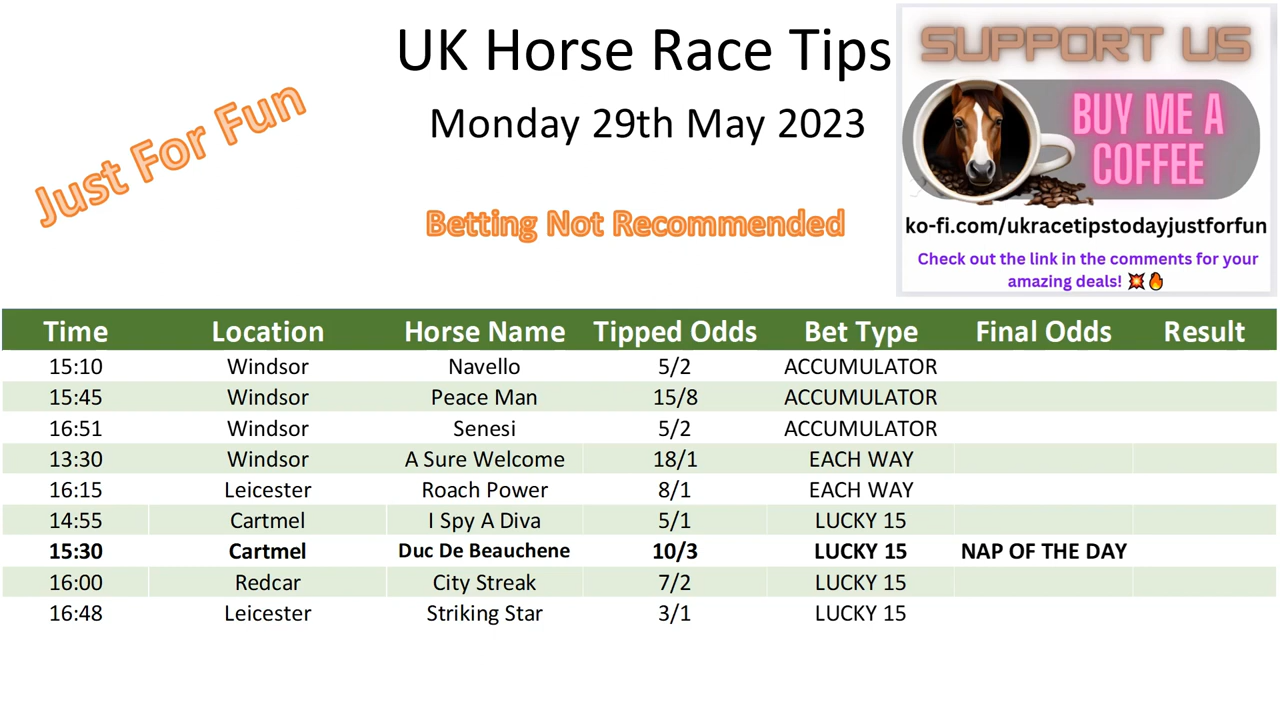 UK Horse Race Tips
Monday 29th May 2023
Just For Fun
Betting Not Recommended
SUPPORT US
BUY ME A
COFFEE
ko-fi.com/ukracetipstodayjustforfun
Check out the link in the comments for your
amazing deals! 💥🔥
Time Location Horse Name Tipped Odds Bet Type Final Odds Result
15:10 Windsor Navello 5/2 ACCUMULATOR
15:45 Windsor Peace Man 15/8 ACCUMULATOR
16:51 Windsor Senesi 5/2 ACCUMULATOR
13:30 Windsor A Sure Welcome 18/1 EACH WAY
16:15 Leicester Roach Power 8/1 EACH WAY
14:55 Cartmel I Spy A Diva 5/1 LUCKY 15
15:30 Cartmel Duc De Beauchene 10/3 LUCKY 15 NAP OF THE DAY
16:00 Redcar City Streak 7/2 LUCKY 15
16:48 Leicester Striking Star 3/1 LUCKY 15